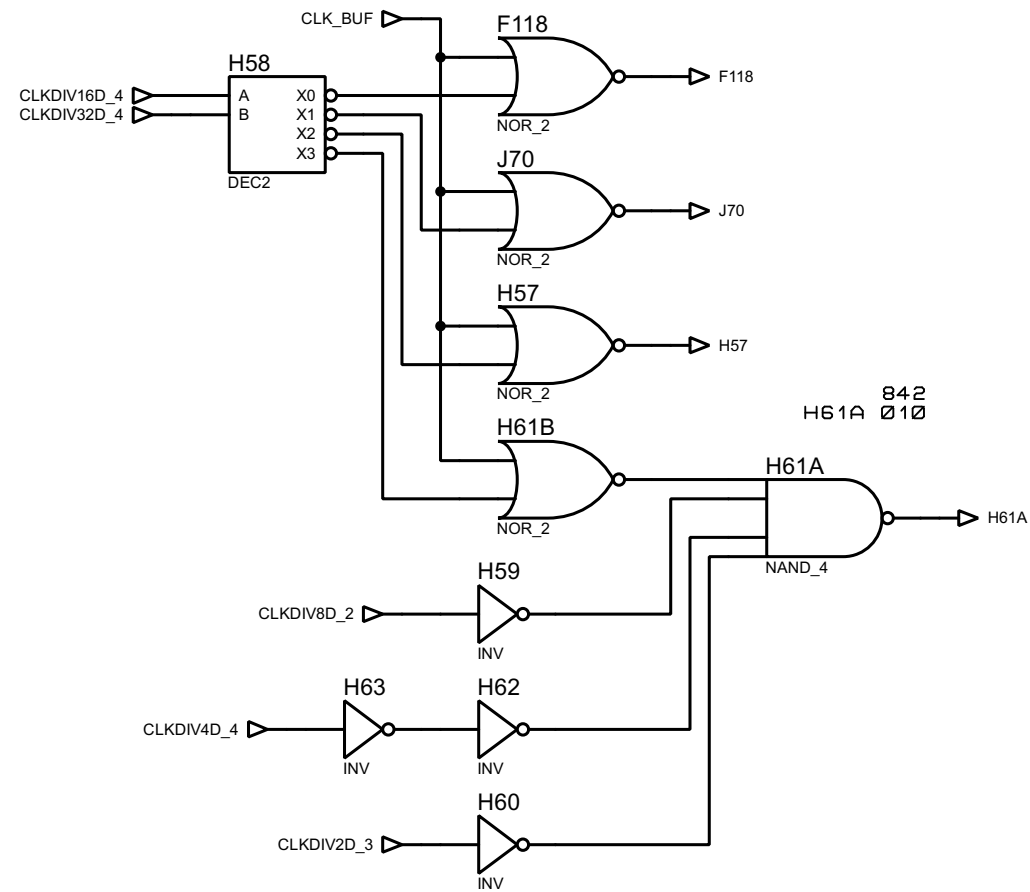 CLK_BUF
F118
F118
NOR_2
H58
CLKDIV16D_4
CLKDIV32D_4
A
B
X0
X1
X2
X3
DEC2
J70
J70
NOR_2
H57
H57
NOR_2
842
H61A 010
H61B
NOR_2
H61A
H61A
NAND_4
H59
CLKDIV8D_2
INV
H63
H62
CLKDIV4D_4
INV
INV
H60
CLKDIV2D_3
INV